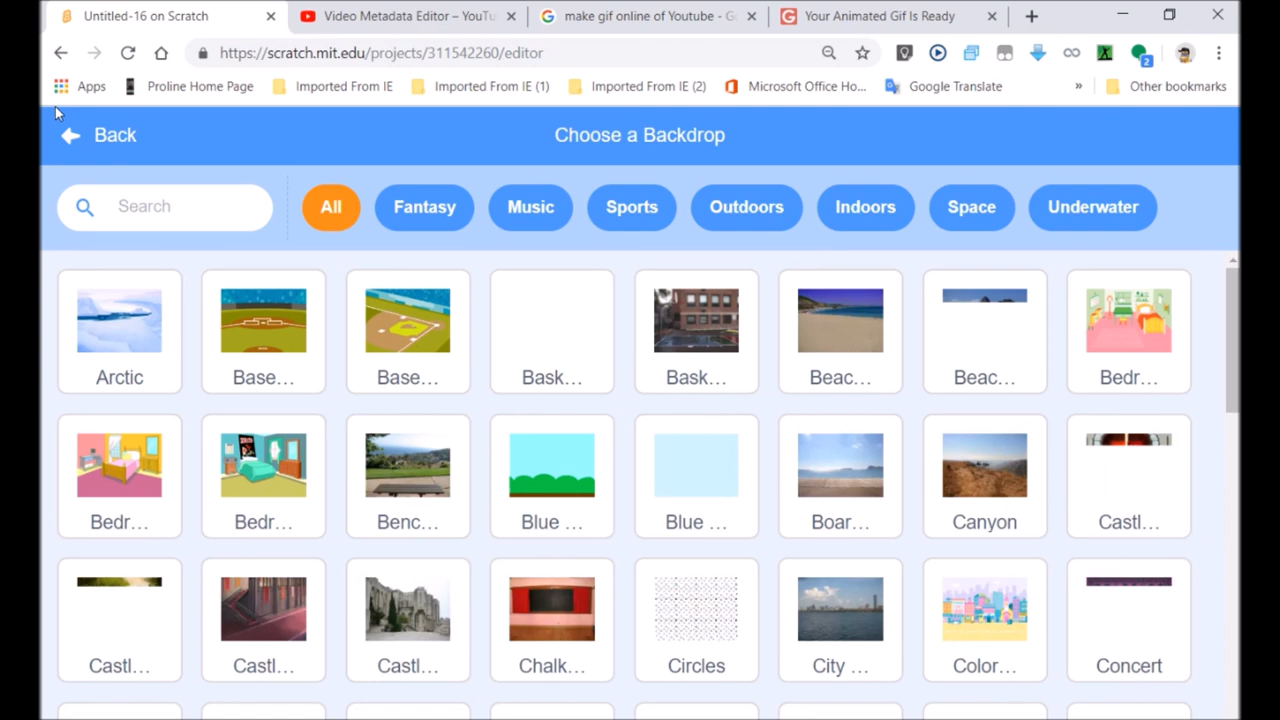 Untitled-16 on Scratch
Video Metadata Editor – YouTu
make gif online of Youtube - Go
Your Animated Gif Is Ready
https://scratch.mit.edu/projects/311542260/editor
2
Apps
Proline Home Page
Imported From IE
Imported From IE (1)
Imported From IE (2)
Microsoft Office Ho...
Google Translate
»
Other bookmarks
Back
Choose a Backdrop
Search
All
Fantasy
Music
Sports
Outdoors
Indoors
Space
Underwater
Arctic
Base...
Base...
Bask...
Bask...
Beac...
Beac...
Bedr...
Bedr...
Bedr...
Benc...
Blue ...
Blue ...
Boar...
Canyon
Castl...
Castl...
Castl...
Castl...
Chalk...
Circles
City ...
Color...
Concert